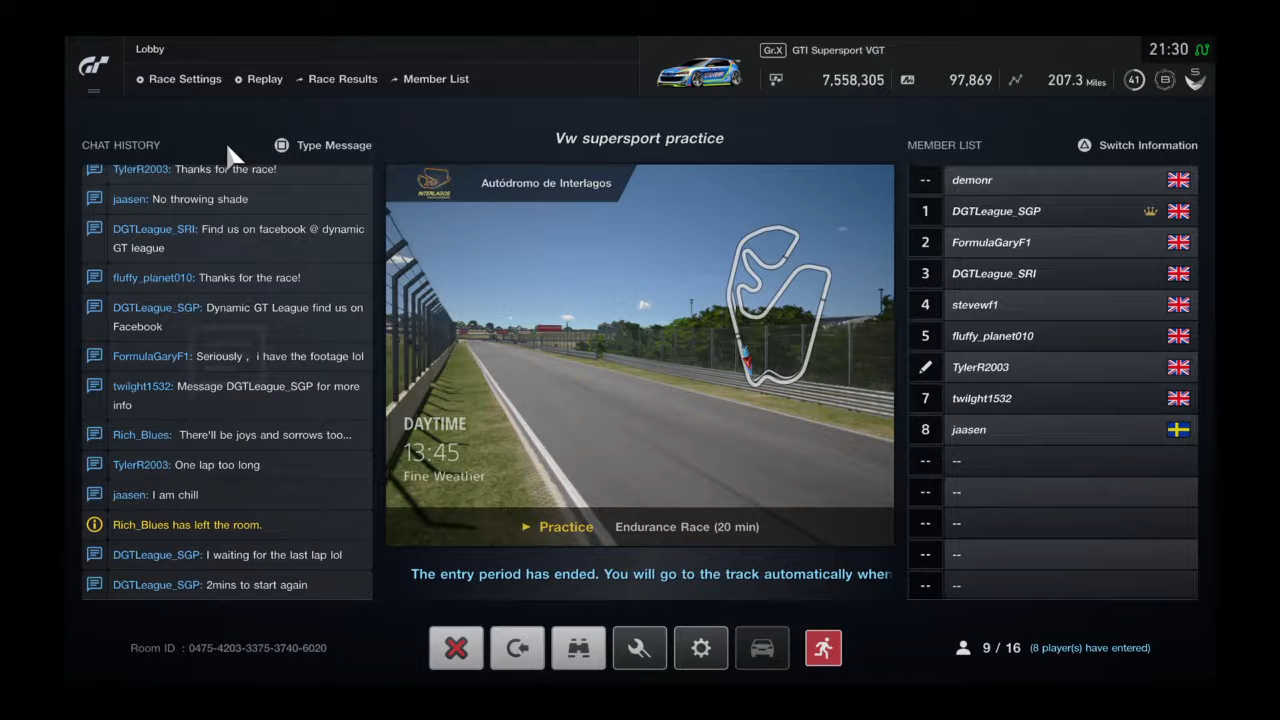 Lobby
Race Settings Replay Race Results Member List
Gr.X GTI Supersport VGT
7,558,305 97,869 207.3 Miles 41 B S
21:30
CHAT HISTORY Type Message
TylerR2003: Thanks for the race!
jaasen: No throwing shade
DGTLeague_SRI: Find us on facebook @ dynamic
GT league
fluffy_planet010: Thanks for the race!
DGTLeague_SGP: Dynamic GT League find us on
Facebook
FormulaGaryF1: Seriously , i have the footage lol
twilght1532: Message DGTLeague_SGP for more
info
Rich_Blues: There'll be joys and sorrows too...
TylerR2003: One lap too long
jaasen: I am chill
Rich_Blues has left the room.
DGTLeague_SGP: I waiting for the last lap lol
DGTLeague_SGP: 2mins to start again
Vw supersport practice
INTERLAGOS
Autódromo de Interlagos
DAYTIME
13:45
Fine Weather
Practice Endurance Race (20 min)
The entry period has ended. You will go to the track automatically when
MEMBER LIST Switch Information
-- demonr
1 DGTLeague_SGP
2 FormulaGaryF1
3 DGTLeague_SRI
4 stevewf1
5 fluffy_planet010
TylerR2003
7 twilght1532
8 jaasen
-- --
-- --
-- --
-- --
-- --
Room ID : 0475-4203-3375-3740-6020
9 / 16 (8 player(s) have entered)